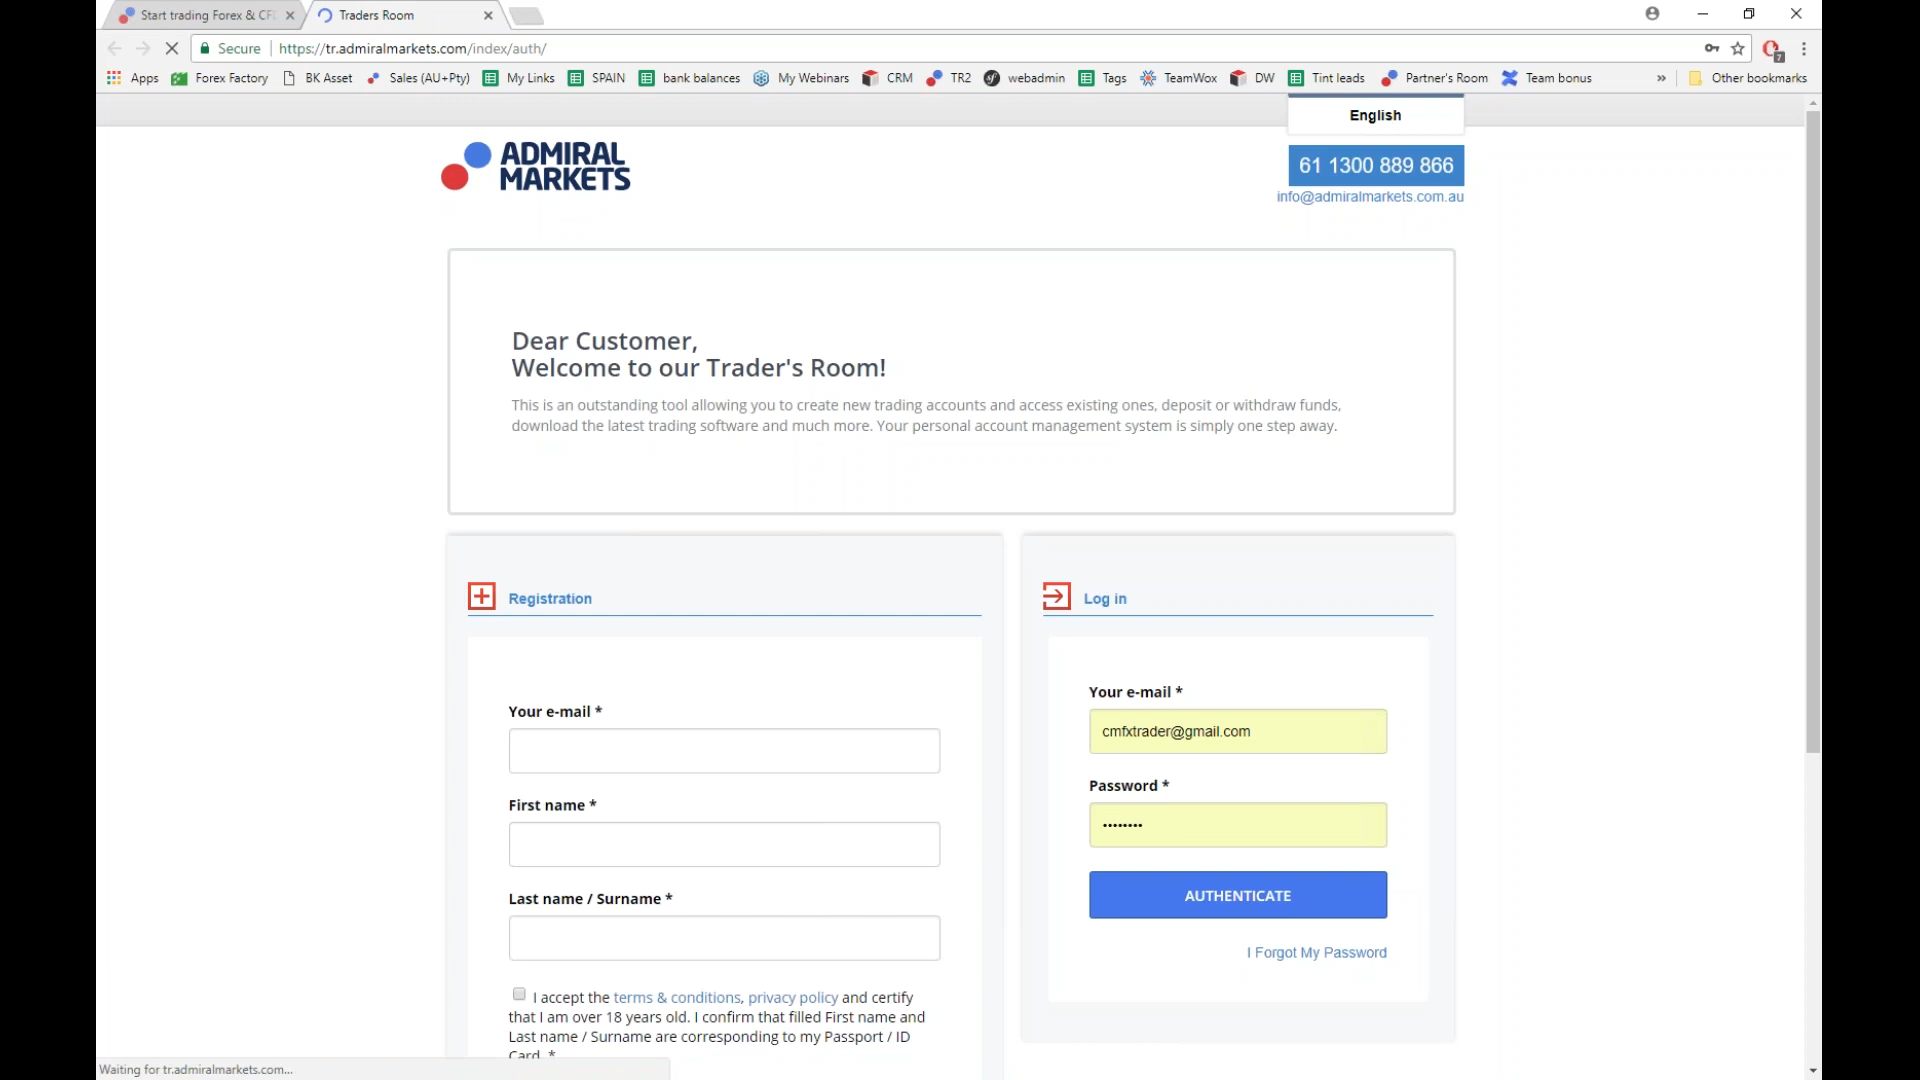 Start trading Forex & CF
Traders Room
Secure
https://tr.admiralmarkets.com/index/auth/
7
Apps
Forex Factory
BK Asset
Sales (AU+Pty)
My Links
SPAIN
bank balances
My Webinars
CRM
TR2
webadmin
Tags
TeamWox
DW
Tint leads
Partner's Room
Team bonus
»
Other bookmarks
English
ADMIRAL
MARKETS
61 1300 889 866
info@admiralmarkets.com.au
Dear Customer,
Welcome to our Trader's Room!
This is an outstanding tool allowing you to create new trading accounts and access existing ones, deposit or withdraw funds,
download the latest trading software and much more. Your personal account management system is simply one step away.
Registration
Your e-mail *
First name *
Last name / Surname *
I accept the terms & conditions, privacy policy and certify
that I am over 18 years old. I confirm that filled First name and
Last name / Surname are corresponding to my Passport / ID
Card. *
Log in
Your e-mail *
cmfxtrader@gmail.com
Password *
••••••••
AUTHENTICATE
I Forgot My Password
Waiting for tr.admiralmarkets.com...